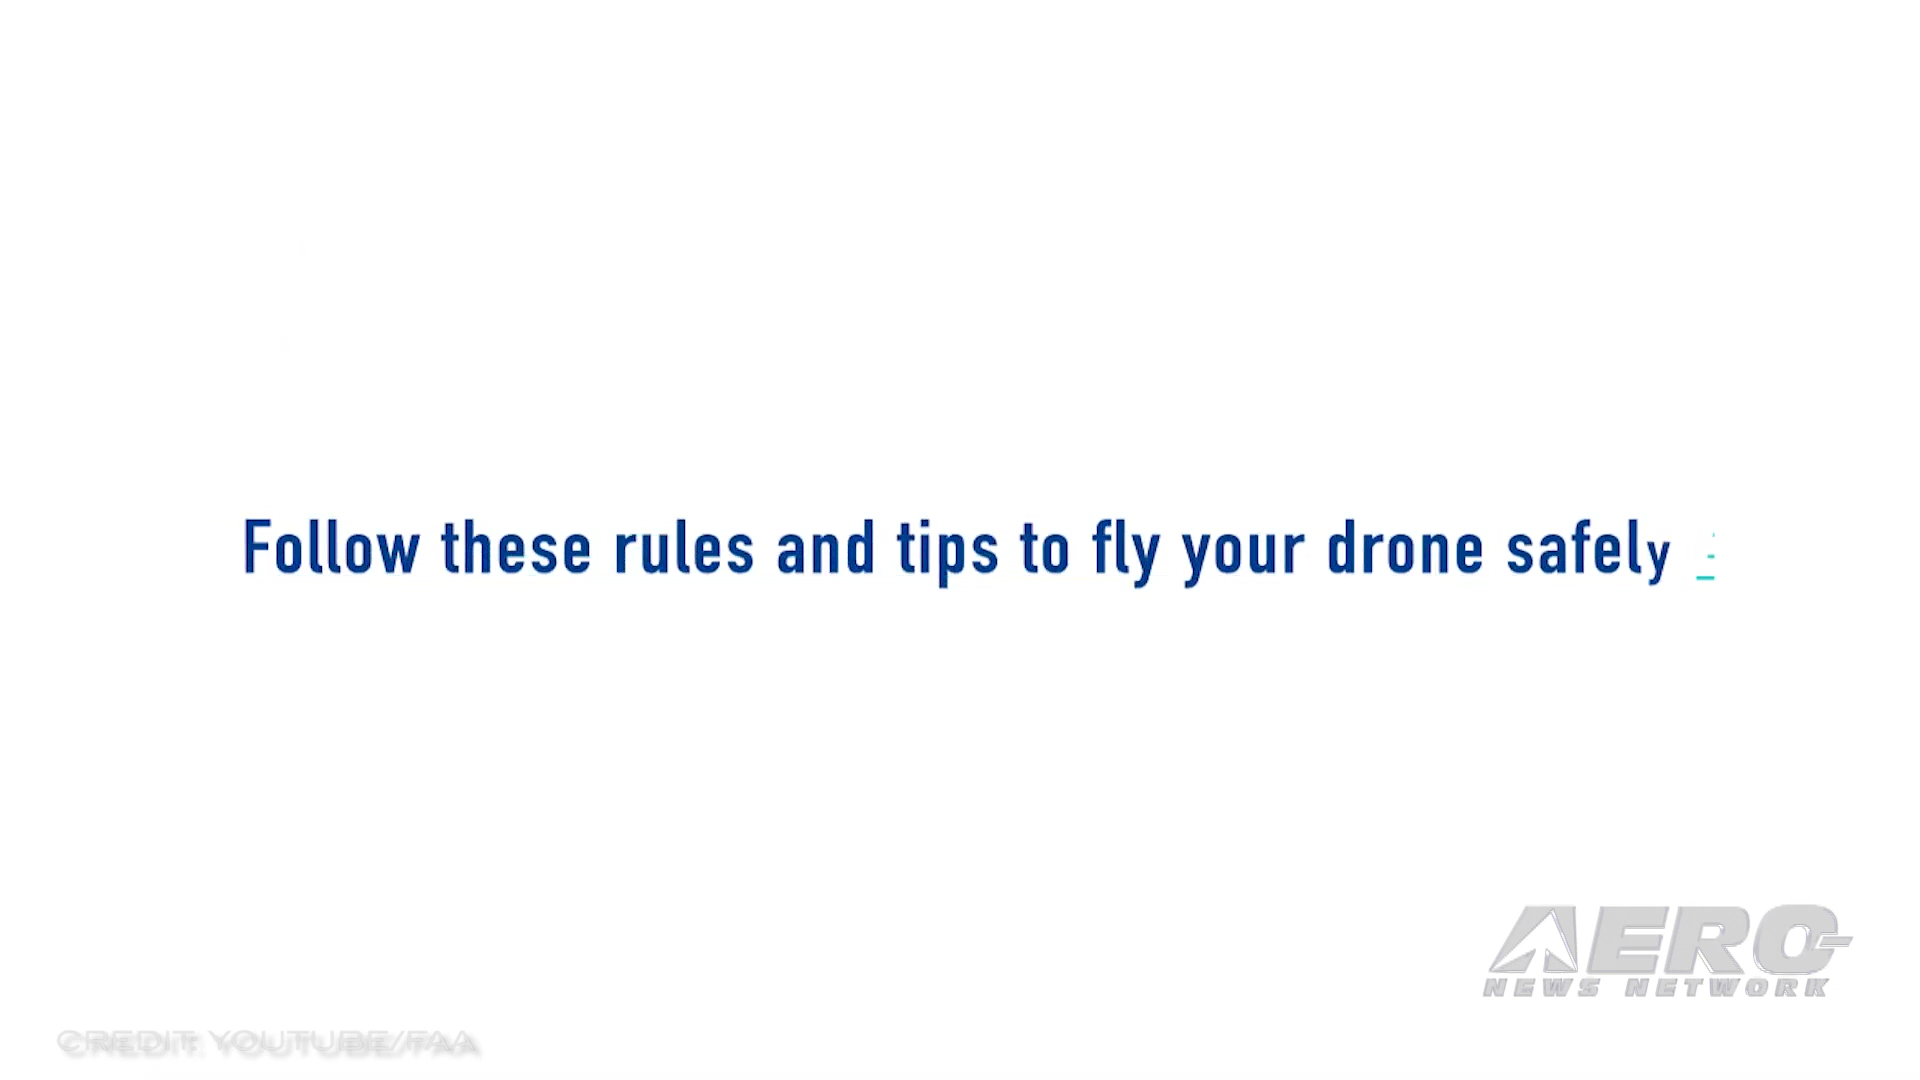 Follow these rules and tips to fly your drone safely
AERO
NEWS NETWORK
CREDIT: YOUTUBE/FAA